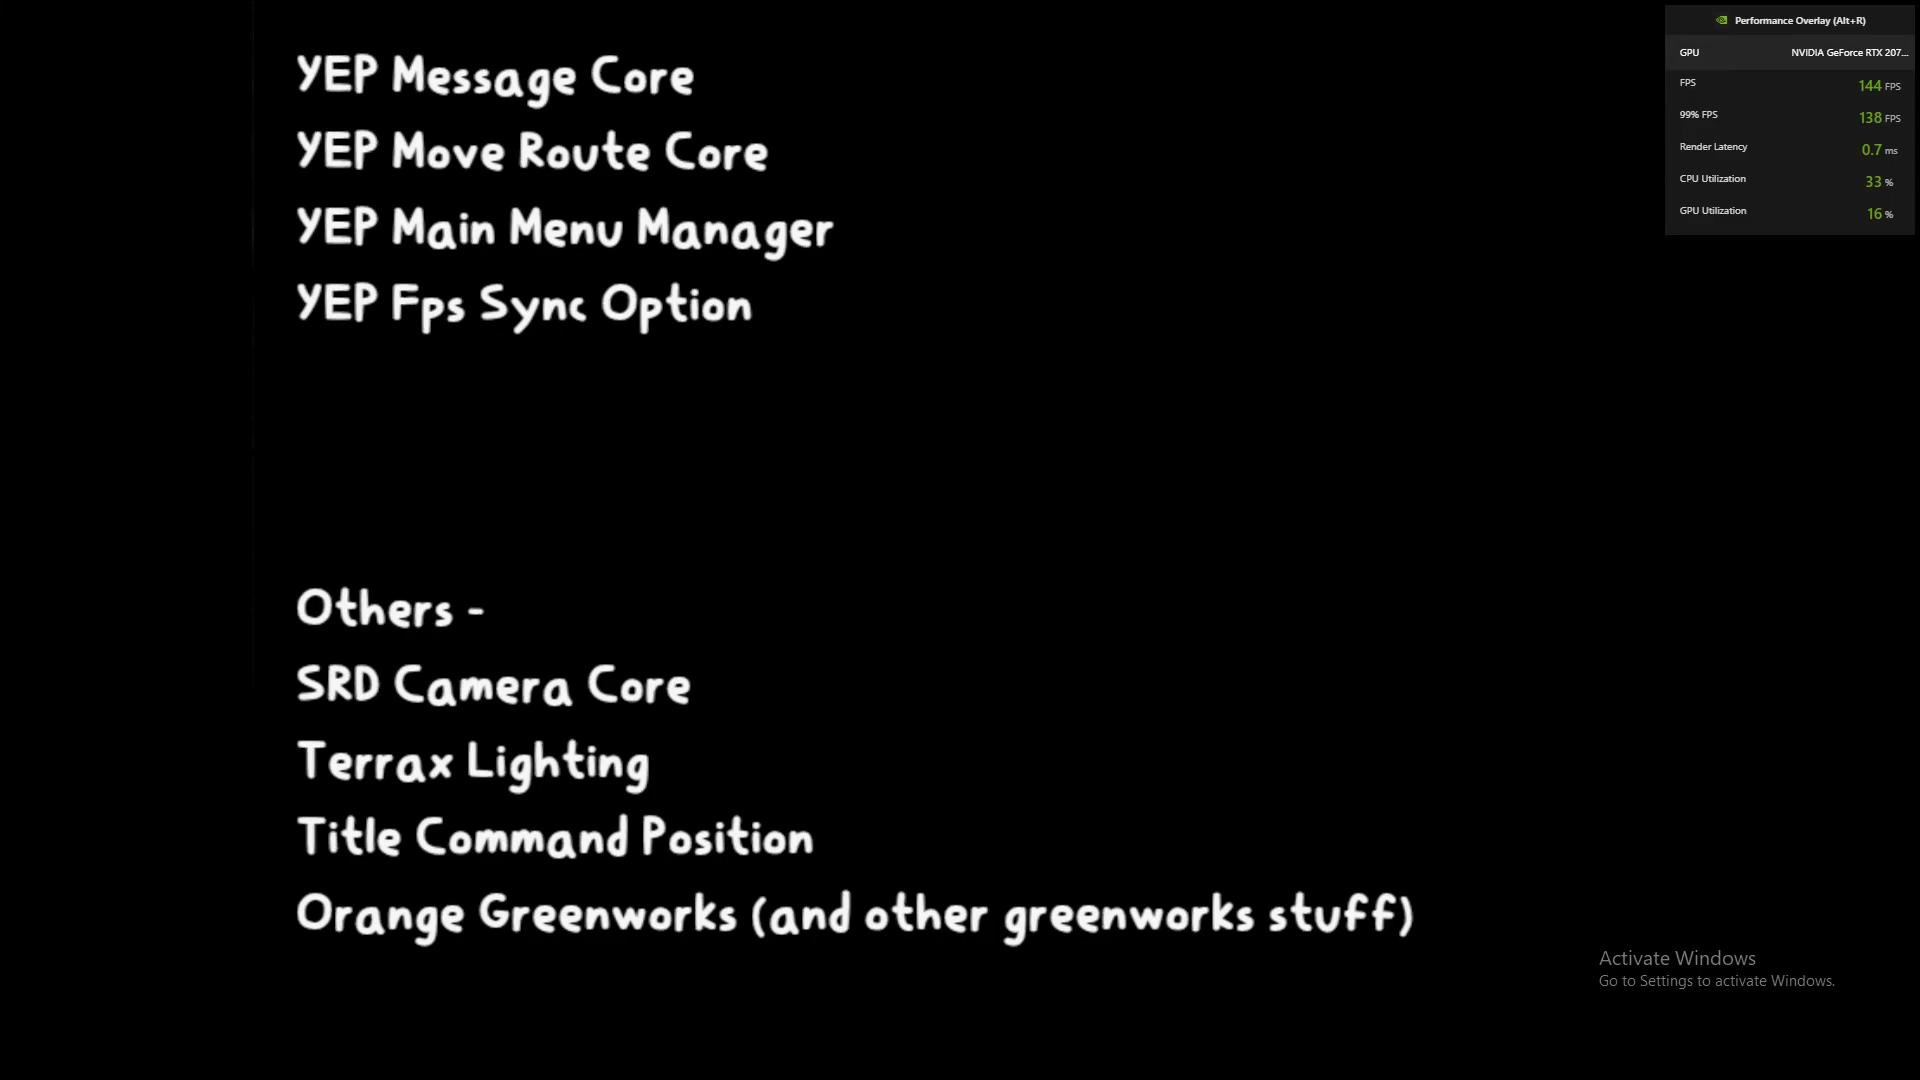 YEP Message Core
YEP Move Route Core
YEP Main Menu Manager
YEP Fps Sync Option
Others -
SRD Camera Core
Terrax Lighting
Title Command Position
Orange Greenworks (and other greenworks stuff)
Performance Overlay (Alt+R)
GPU NVIDIA GeForce RTX 207...
FPS 144 FPS
99% FPS 138 FPS
Render Latency 0.7 ms
CPU Utilization 33 %
GPU Utilization 16 %
Activate Windows
Go to Settings to activate Windows.